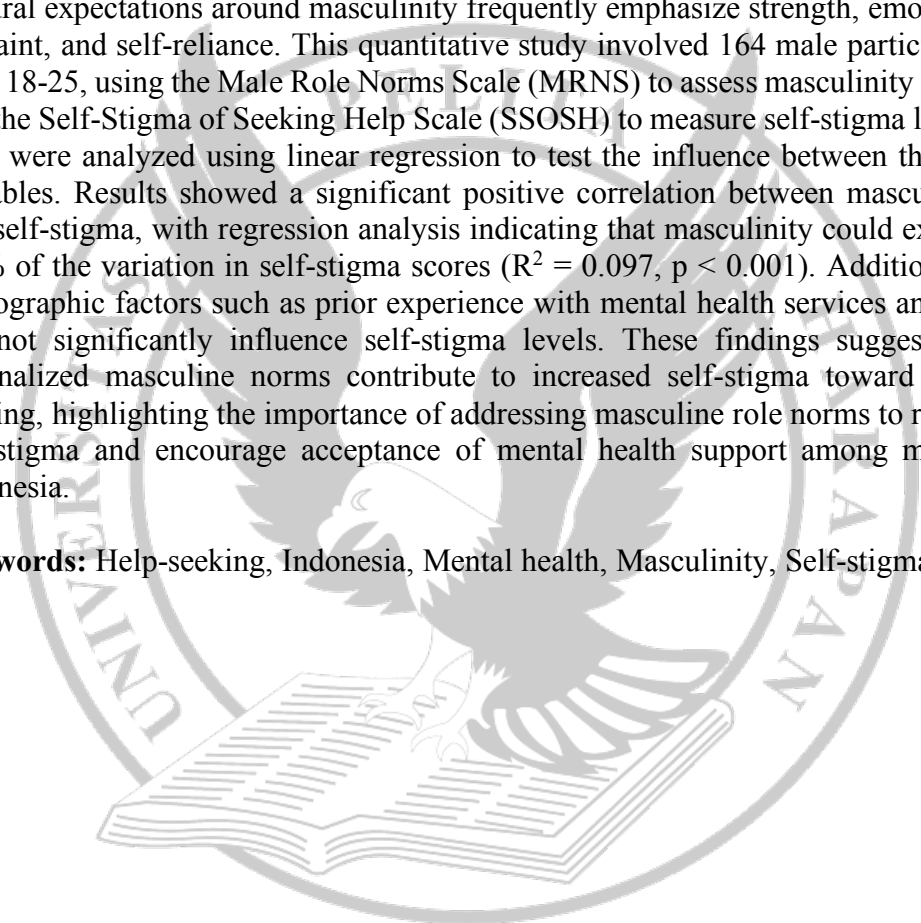 ural expectations around masculinity frequently emphasize strength, emo
aint, and self-reliance. This quantitative study involved 164 male partic
18-25, using the Male Role Norms Scale (MRNS) to assess masculinity
the Self-Stigma of Seeking Help Scale (SSOSH) to measure self-stigma l
were analyzed using linear regression to test the influence between th
ables. Results showed a significant positive correlation between mascu
self-stigma, with regression analysis indicating that masculinity could ex
% of the variation in self-stigma scores (R² = 0.097, p < 0.001). Additio
ographic factors such as prior experience with mental health services an
not significantly influence self-stigma levels. These findings sugges
nalized masculine norms contribute to increased self-stigma toward
ing, highlighting the importance of addressing masculine role norms to r
stigma and encourage acceptance of mental health support among m
nesia.
words: Help-seeking, Indonesia, Mental health, Masculinity, Self-stigma
UNIVERSITAS PELITA HARAPAN